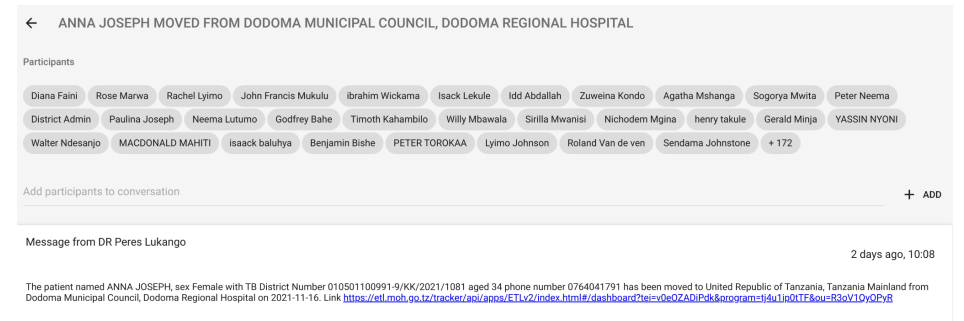 ← ANNA JOSEPH MOVED FROM DODOMA MUNICIPAL COUNCIL, DODOMA REGIONAL HOSPITAL
Participants
Diana Faini Rose Marwa Rachel Lyimo John Francis Mukulu ibrahim Wickama Isack Lekule Idd Abdallah Zuweina Kondo Agatha Mshanga Sogorya Mwita Peter Neema
District Admin Paulina Joseph Neema Lutumo Godfrey Bahe Timoth Kahambilo Willy Mbawala Sirilla Mwanisi Nichodem Mgina henry takule Gerald Minja YASSIN NYONI
Walter Ndesanjo MACDONALD MAHITI isaack baluhya Benjamin Bishe PETER TOROKAA Lyimo Johnson Roland Van de ven Sendama Johnstone + 172
Add participants to conversation + ADD
Message from DR Peres Lukango
2 days ago, 10:08
The patient named ANNA JOSEPH, sex Female with TB District Number 010501100991-9/KK/2021/1081 aged 34 phone number 0764041791 has been moved to United Republic of Tanzania, Tanzania Mainland from
Dodoma Municipal Council, Dodoma Regional Hospital on 2021-11-16. Link https://etl.moh.go.tz/tracker/api/apps/ETLv2/index.html#/dashboard?tei=v0eOZADiPdk&program=tj4u1ip0tTF&ou=R3oV1QyOPyR